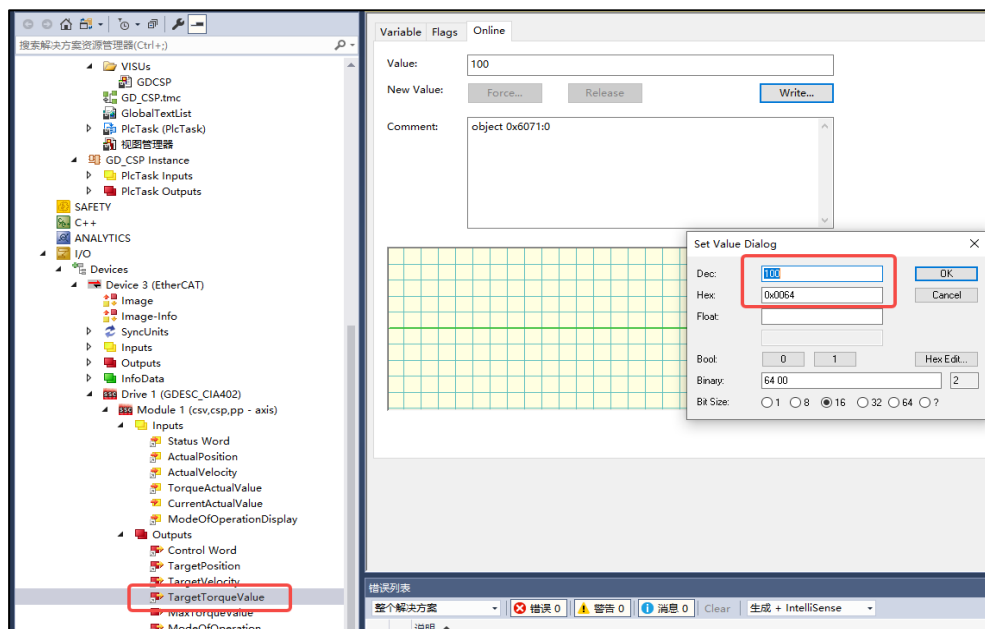 搜索解决方案资源管理器(Ctrl+;)
VISUs
GDCSP
GD_CSP.tmc
GlobalTextList
PlcTask (PlcTask)
视图管理器
GD_CSP Instance
PlcTask Inputs
PlcTask Outputs
SAFETY
C++
ANALYTICS
I/O
Devices
Device 3 (EtherCAT)
Image
Image-Info
SyncUnits
Inputs
Outputs
InfoData
Drive 1 (GDESC_CIA402)
Module 1 (csv,csp,pp - axis)
Inputs
Status Word
ActualPosition
ActualVelocity
TorqueActualValue
CurrentActualValue
ModeOfOperationDisplay
Outputs
Control Word
TargetPosition
TargetVelocity
TargetTorqueValue
MaxTorqueValue
ModeOfOperation
Variable Flags Online
Value: 100
New Value: Force... Release Write...
Comment: object 0x6071:0
Set Value Dialog
Dec: 100 OK
Hex: 0x0064 Cancel
Float:
Bool: 0 1 Hex Edit...
Binary: 64 00 2
Bit Size: 1 8 16 32 64 ?
错误列表
整个解决方案 错误 0 警告 0 消息 0 Clear 生成 + IntelliSense
说明